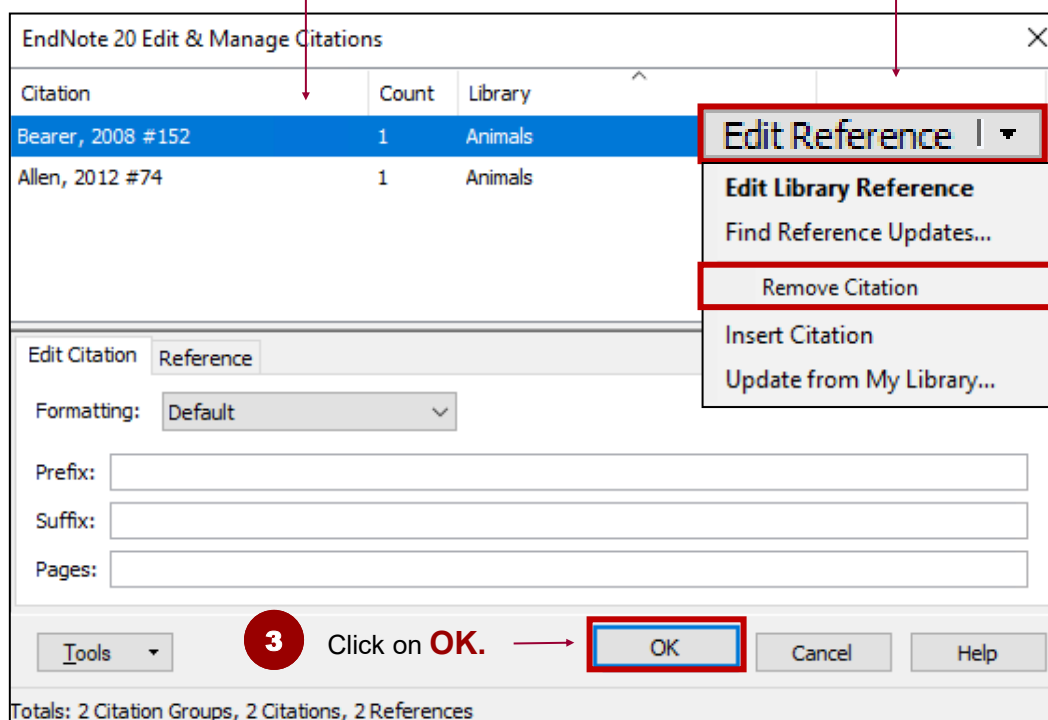 EndNote 20 Edit & Manage Citations
Citation Count Library
Bearer, 2008 #152 1 Animals
Allen, 2012 #74 1 Animals
Edit Reference
Edit Library Reference
Find Reference Updates...
Remove Citation
Insert Citation
Update from My Library...
Edit Citation Reference
Formatting: Default
Prefix:
Suffix:
Pages:
Tools 3 Click on OK. OK Cancel Help
Totals: 2 Citation Groups, 2 Citations, 2 References